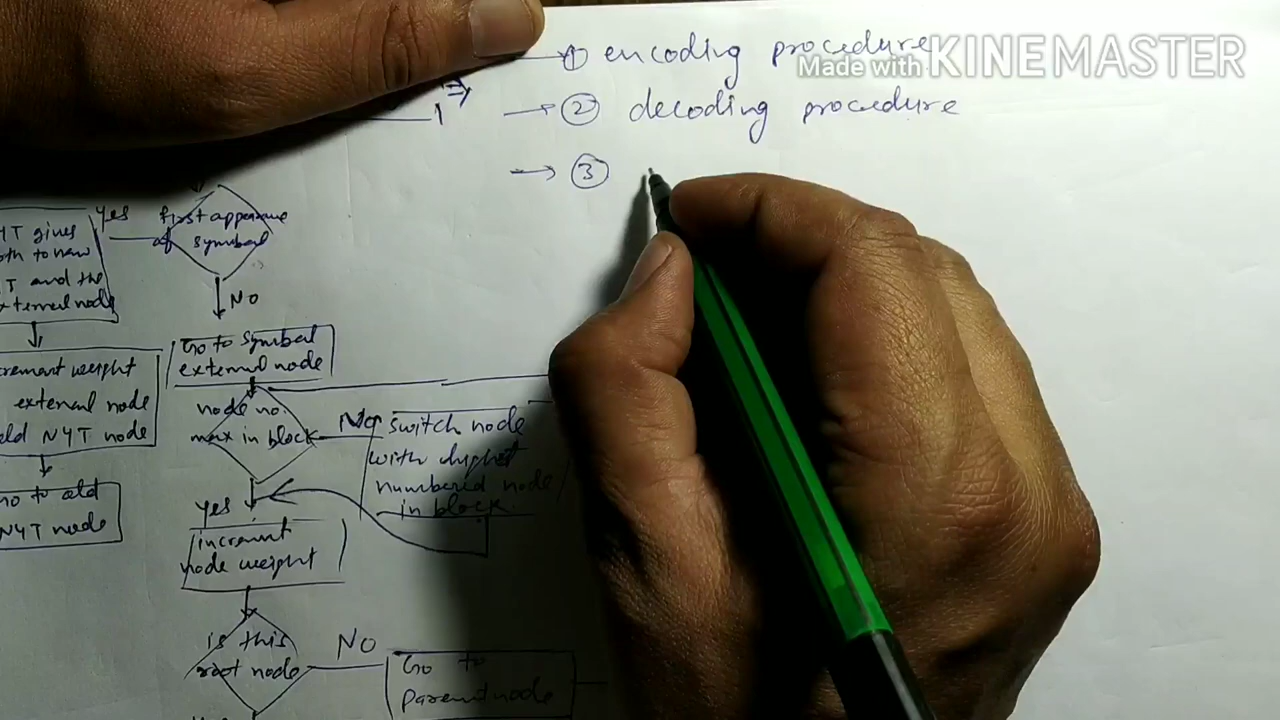 ① encoding procedure
Made with KINEMASTER
→ ② decoding procedure
→ ③
first apperance
of symbol
yes
NYT gives
to new
and the
external node
NO
Go to symbol
external node
increment weight
external node
old NYT node
node no.
max in block
No
switch node
with highest
numbered node
in block
Go to old
NYT node
yes
increment
node weight
is this
root node
NO
Go to
Parent node